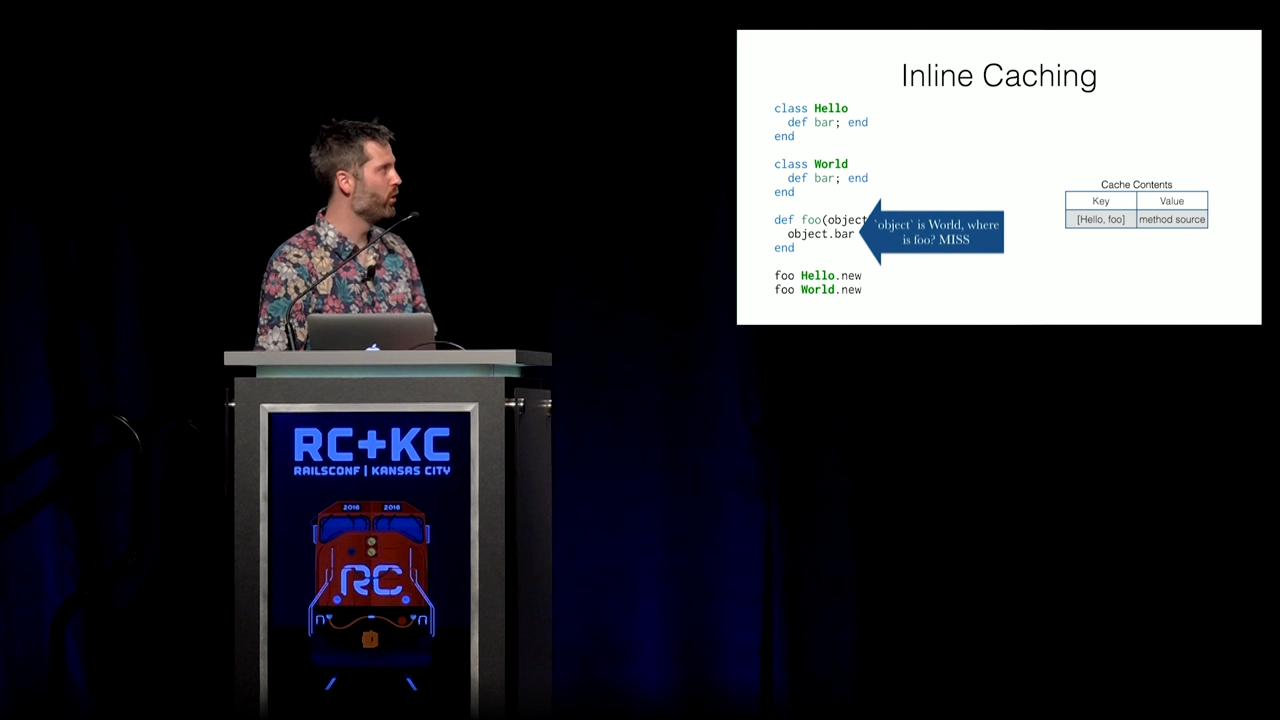 Inline Caching
class Hello
def bar; end
end
class World
def bar; end
end
def foo(object
object.bar
end
foo Hello.new
foo World.new
`object` is World, where
is foo? MISS
Cache Contents
Key Value
[Hello, foo] method source
RC+KC
RAILSCONF | KANSAS CITY
2016 2016
RC